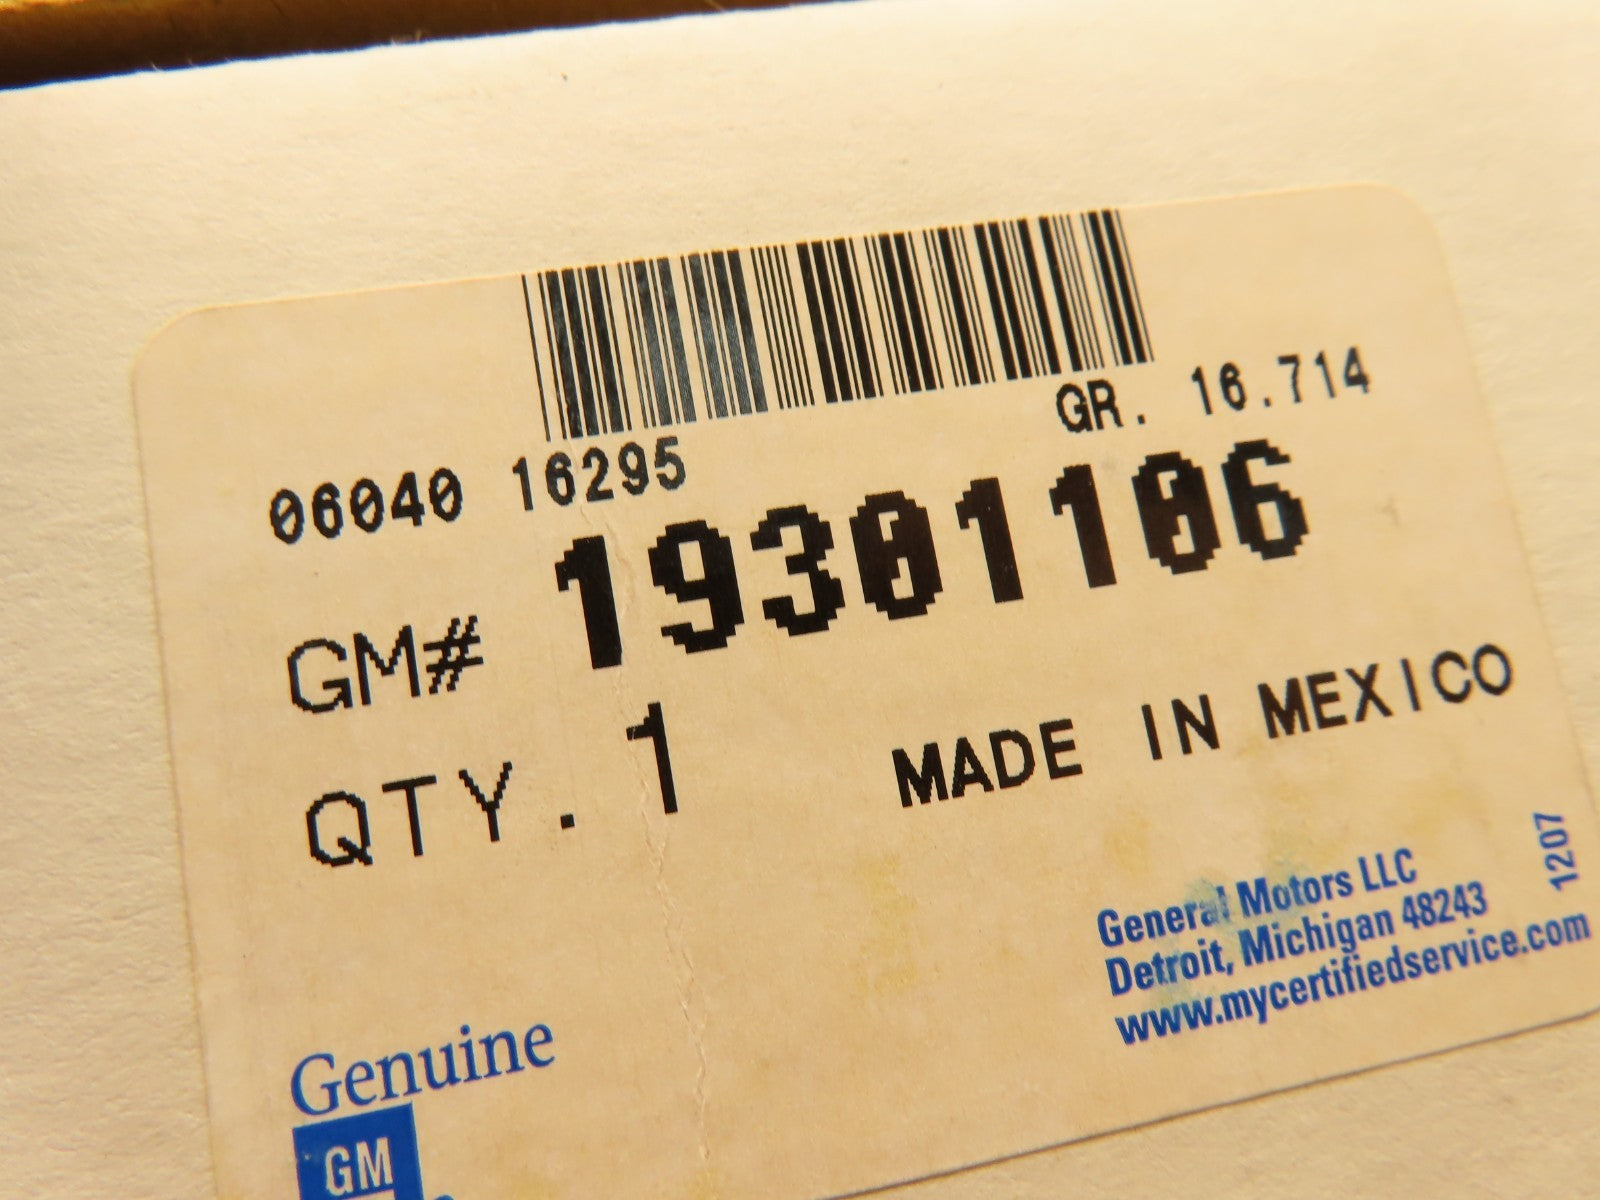 GR. 16.714
06040 16295
GM# 19301106
QTY. 1 MADE IN MEXICO
1207
General Motors LLC
Detroit, Michigan 48243
www.mycertifiedservice.com
Genuine
GM